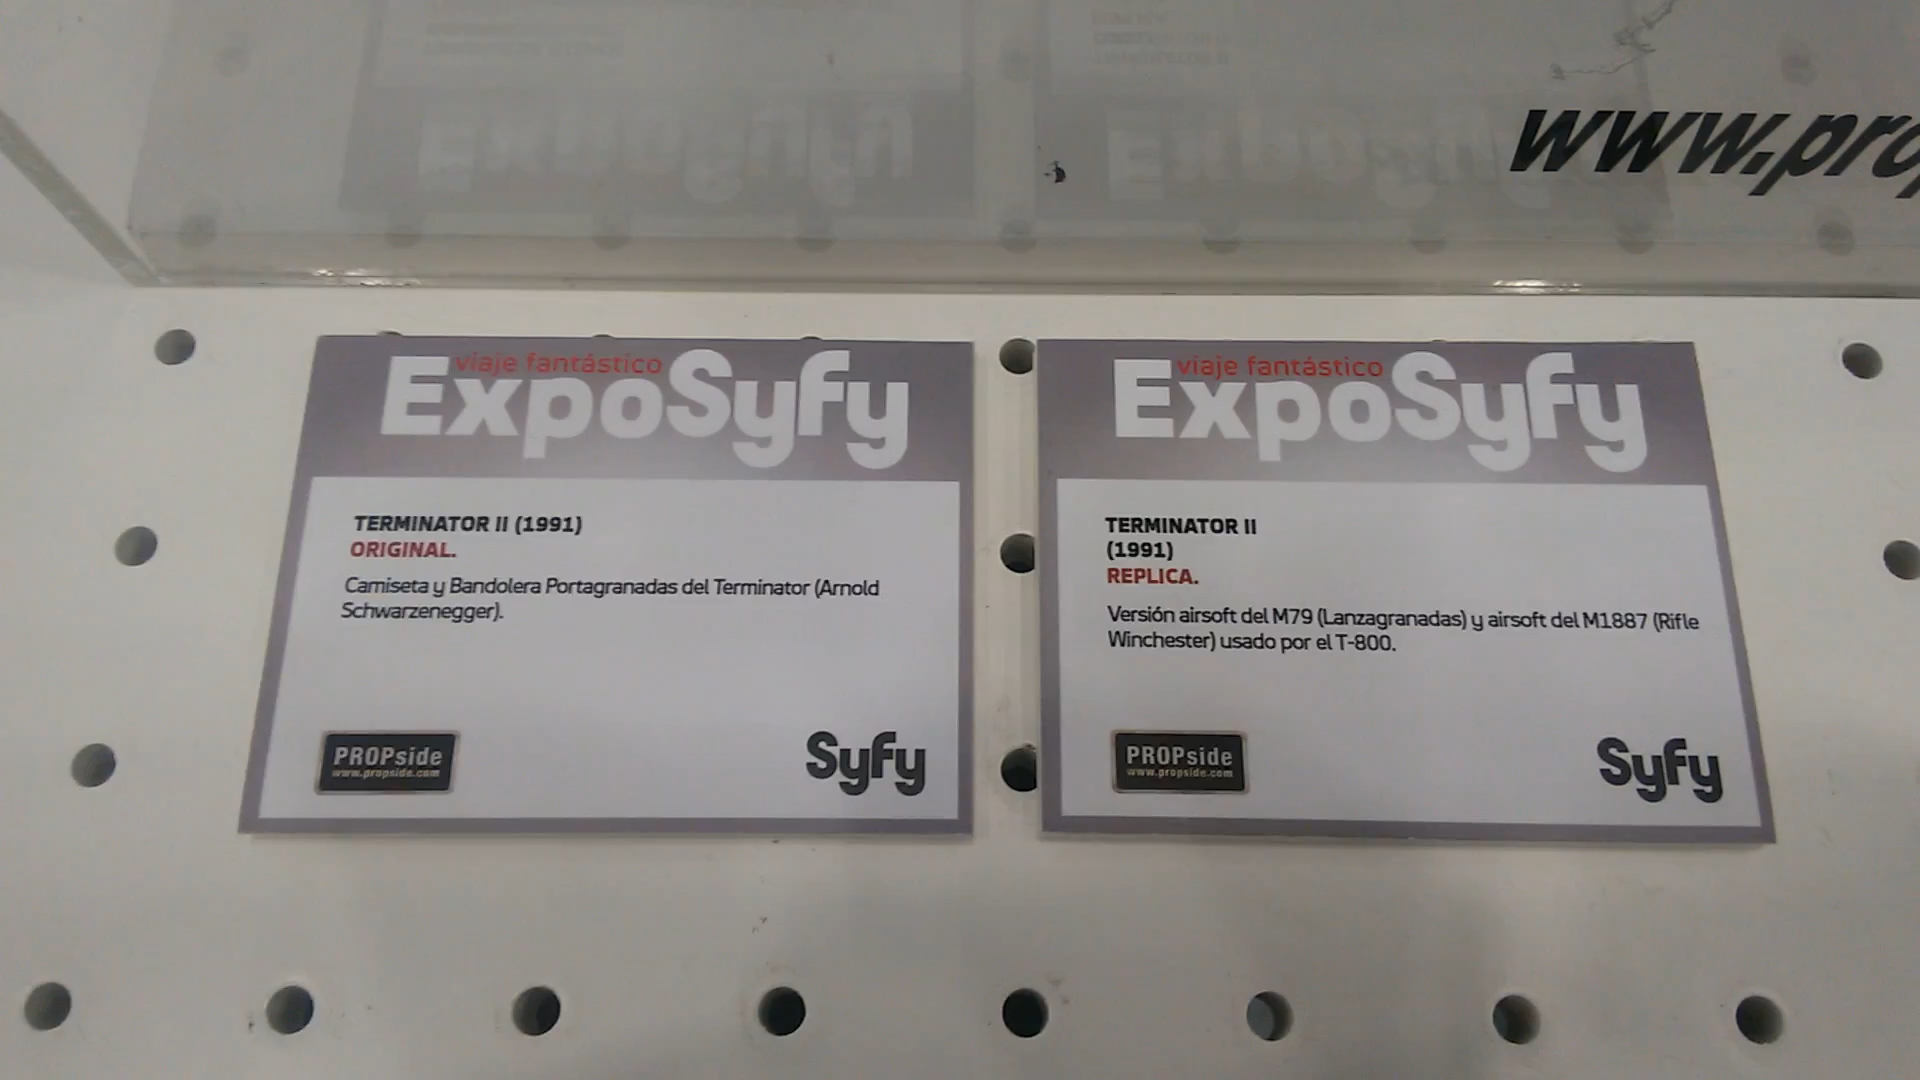 www.pro
viaje fantástico
ExpoSyfy
TERMINATOR II (1991)
ORIGINAL.
Camiseta y Bandolera Portagranadas del Terminator (Arnold
Schwarzenegger).
PROPside
www.propside.com
Syfy
viaje fantástico
ExpoSyfy
TERMINATOR II
(1991)
REPLICA.
Versión airsoft del M79 (Lanzagranadas) y airsoft del M1887 (Rifle
Winchester) usado por el T-800.
PROPside
www.propside.com
Syfy